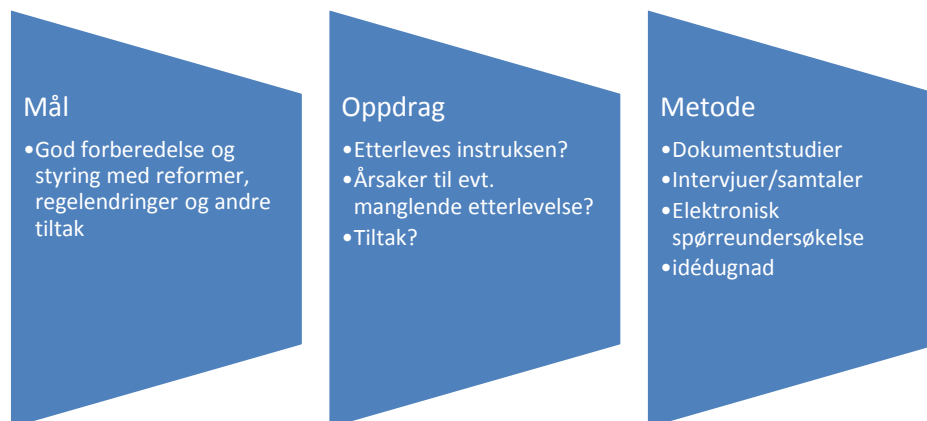 Mål
•God forberedelse og
styring med reformer,
regelendringer og andre
tiltak
Oppdrag
•Etterleves instruksen?
•Årsaker til evt.
manglende etterlevelse?
•Tiltak?
Metode
•Dokumentstudier
•Intervjuer/samtaler
•Elektronisk
spørreundersøkelse
•idédugnad